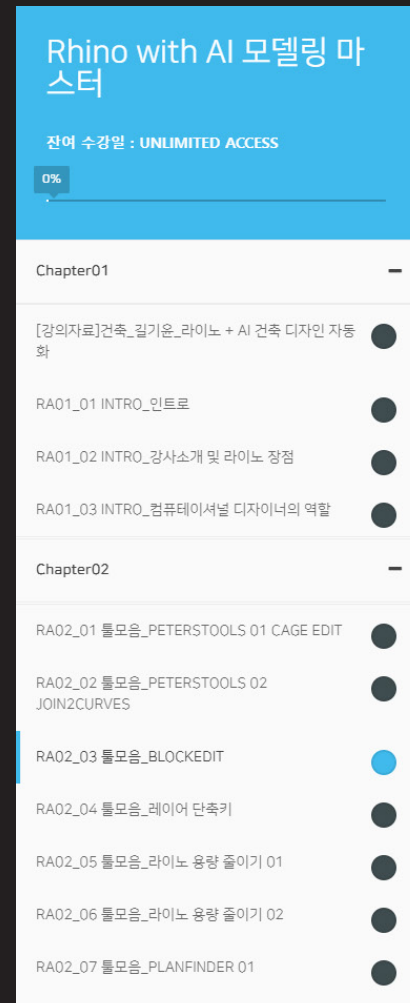 Rhino with AI 모델링 마
스터
잔여 수강일 : UNLIMITED ACCESS
0%
Chapter01
[강의자료]건축_길기윤_라이노 + AI 건축 디자인 자동
화
RA01_01 INTRO_인트로
RA01_02 INTRO_강사소개 및 라이노 장점
RA01_03 INTRO_컴퓨테이셔널 디자이너의 역할
Chapter02
RA02_01 툴모음_PETERSTOOLS 01 CAGE EDIT
RA02_02 툴모음_PETERSTOOLS 02
JOIN2CURVES
RA02_03 툴모음_BLOCKEDIT
RA02_04 툴모음_레이어 단축키
RA02_05 툴모음_라이노 용량 줄이기 01
RA02_06 툴모음_라이노 용량 줄이기 02
RA02_07 툴모음_PLANFINDER 01